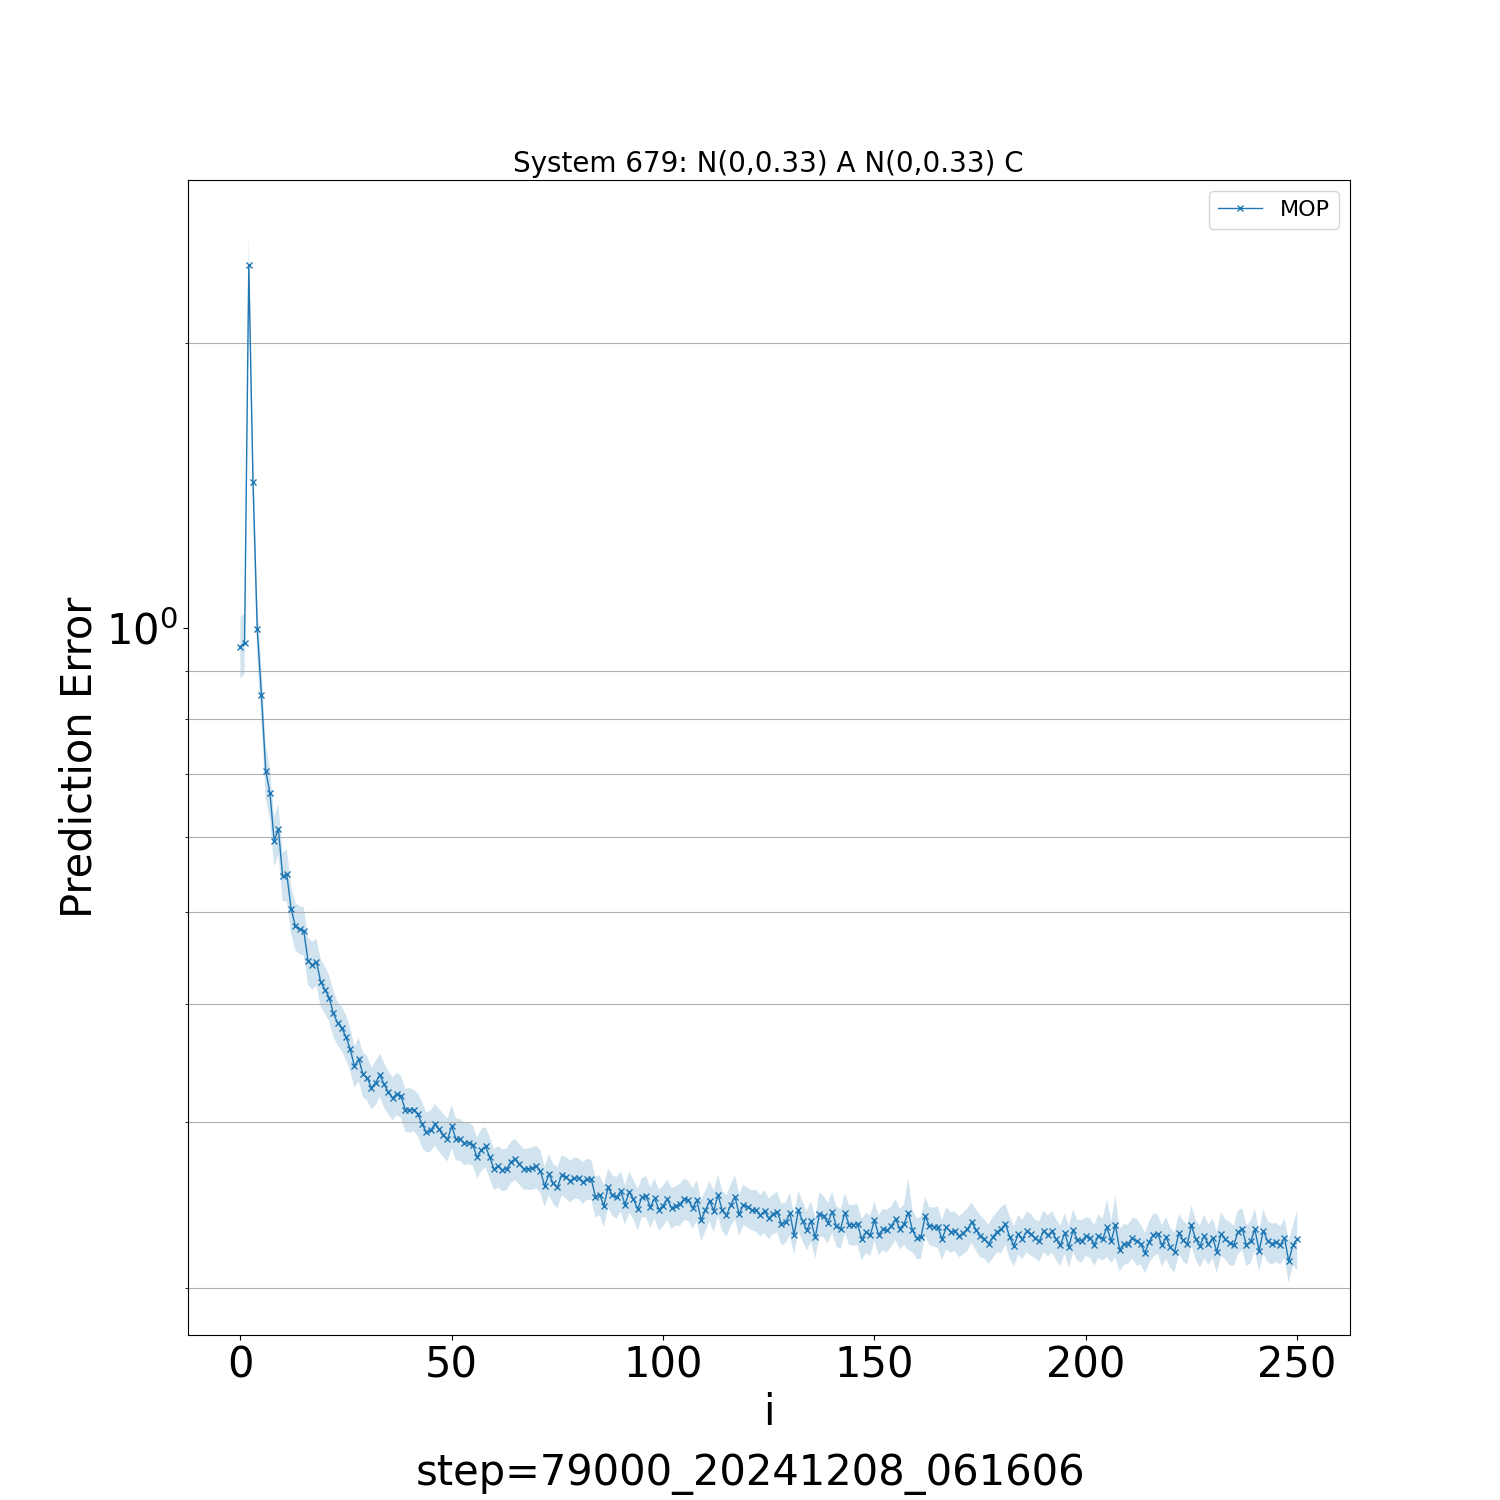 System 679: N(0,0.33) A N(0,0.33) C
MOP
Prediction Error
10⁰
0 50 100 150 200 250
i
step=79000_20241208_061606